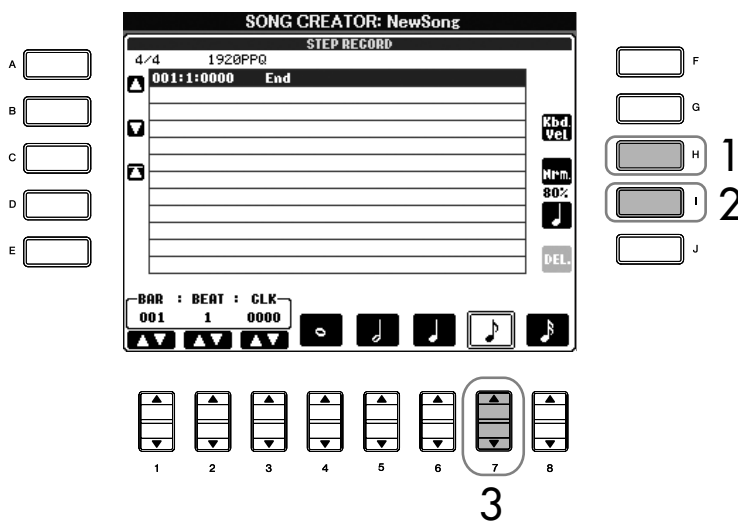 SONG CREATOR: NewSong
STEP RECORD
4/4 1920PPQ
001:1:0000 End
A
B
C
D
E
F
G
H
I
J
1
2
Kbd.
Vel
Nrm.
80%
DEL.
BAR : BEAT : CLK
001 1 0000
1 2 3 4 5 6 7 8
3